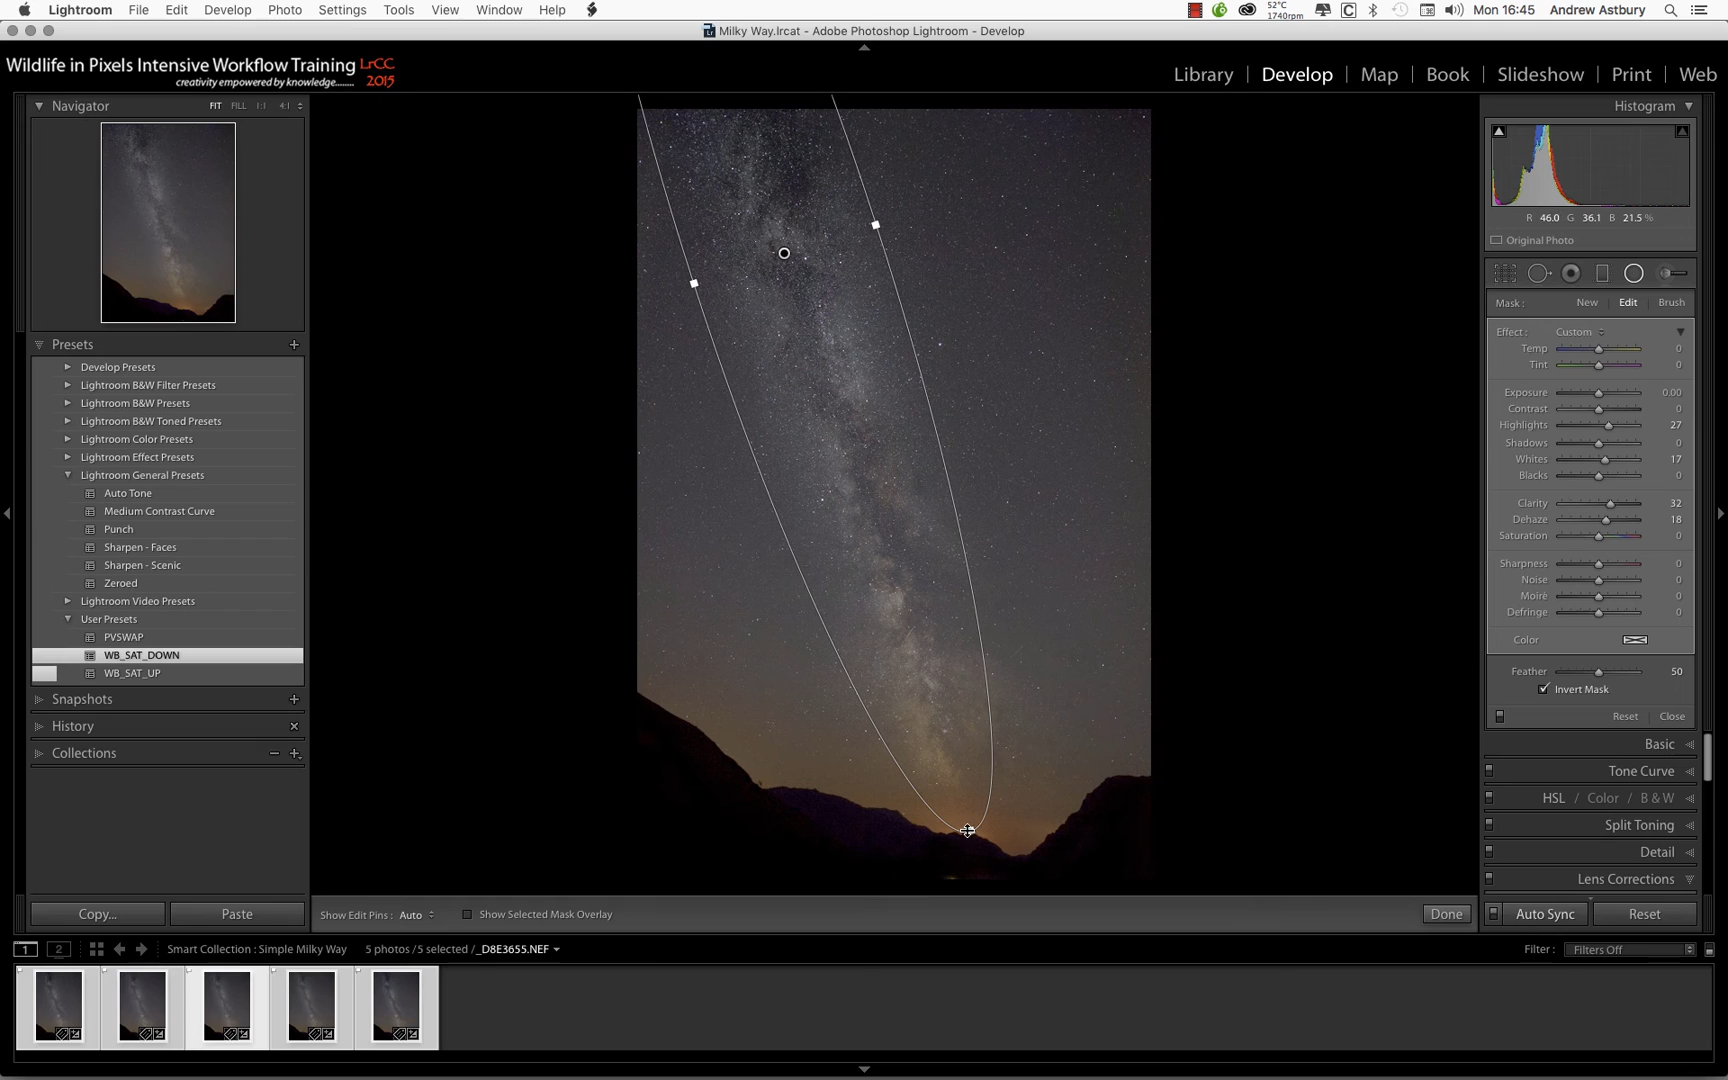 Lightroom File Edit Develop Photo Settings Tools View Window Help
52°C
1740rpm
Mon 16:45 Andrew Astbury
Milky Way.lrcat - Adobe Photoshop Lightroom - Develop
Wildlife in Pixels Intensive Workflow Training LrCC
creativity empowered by knowledge........ 2015
Library Develop Map Book Slideshow Print Web
Navigator FIT FILL 1:1 4:1
Presets
Develop Presets
Lightroom B&W Filter Presets
Lightroom B&W Presets
Lightroom B&W Toned Presets
Lightroom Color Presets
Lightroom Effect Presets
Lightroom General Presets
Auto Tone
Medium Contrast Curve
Punch
Sharpen - Faces
Sharpen - Scenic
Zeroed
Lightroom Video Presets
User Presets
PVSWAP
WB_SAT_DOWN
WB_SAT_UP
Snapshots
History
Collections
Copy... Paste
Histogram
R 46.0 G 36.1 B 21.5 %
Original Photo
Mask : New Edit Brush
Effect : Custom
Temp 0
Tint 0
Exposure 0.00
Contrast 0
Highlights 27
Shadows 0
Whites 17
Blacks 0
Clarity 32
Dehaze 18
Saturation 0
Sharpness 0
Noise 0
Moiré 0
Defringe 0
Color
Feather 50
Invert Mask
Reset Close
Basic
Tone Curve
HSL / Color / B & W
Split Toning
Detail
Lens Corrections
Auto Sync Reset
Show Edit Pins : Auto Show Selected Mask Overlay Done
1 2 Smart Collection : Simple Milky Way 5 photos /5 selected /_D8E3655.NEF Filter : Filters Off